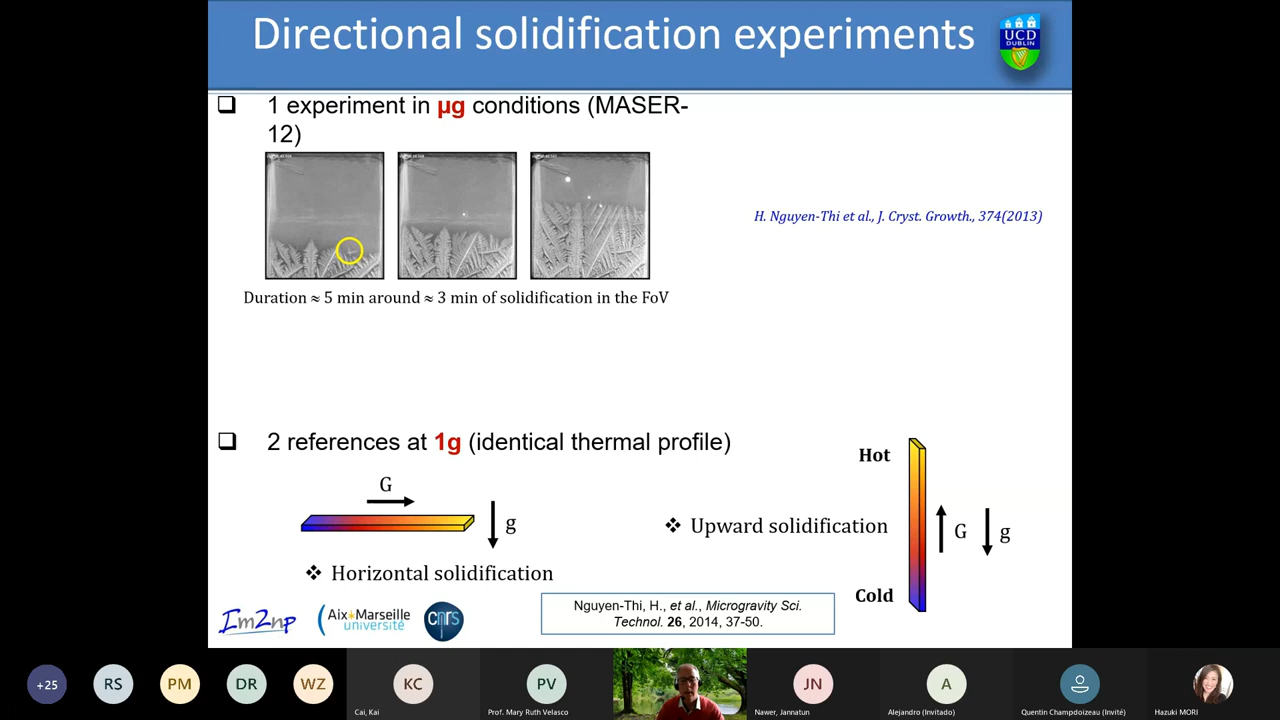 Directional solidification experiments
UCD
DUBLIN
❑ 1 experiment in µg conditions (MASER-
12)
H. Nguyen-Thi et al., J. Cryst. Growth., 374(2013)
Duration ≈ 5 min around ≈ 3 min of solidification in the FoV
❑ 2 references at 1g (identical thermal profile)
Hot
G
g
❖ Upward solidification
G
g
❖ Horizontal solidification
Cold
Im2np
Aix*Marseille
université
cnrs
Nguyen-Thi, H., et al., Microgravity Sci.
Technol. 26, 2014, 37-50.
+25
RS
PM
DR
WZ
KC
PV
JN
A
Cai, Kai
Prof. Mary Ruth Velasco
Nawer, Jannatun
Alejandro (Invitado)
Quentin Champdoizeau (Invité)
Hazuki MORI